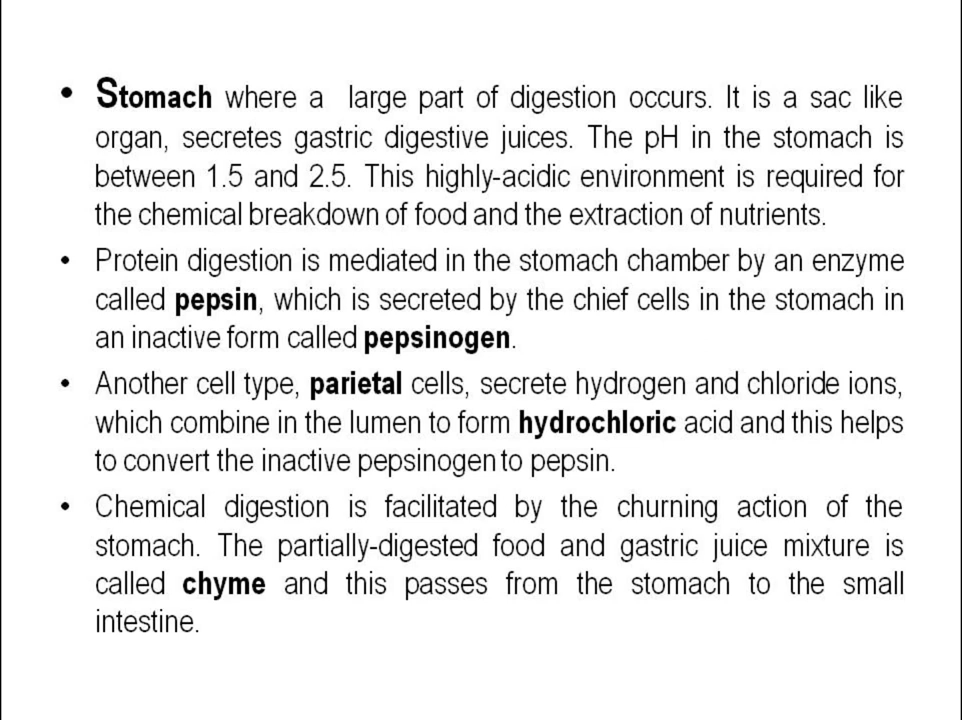 • Stomach where a large part of digestion occurs. It is a sac like
organ, secretes gastric digestive juices. The pH in the stomach is
between 1.5 and 2.5. This highly-acidic environment is required for
the chemical breakdown of food and the extraction of nutrients.
• Protein digestion is mediated in the stomach chamber by an enzyme
called pepsin, which is secreted by the chief cells in the stomach in
an inactive form called pepsinogen.
• Another cell type, parietal cells, secrete hydrogen and chloride ions,
which combine in the lumen to form hydrochloric acid and this helps
to convert the inactive pepsinogen to pepsin.
• Chemical digestion is facilitated by the churning action of the
stomach. The partially-digested food and gastric juice mixture is
called chyme and this passes from the stomach to the small
intestine.